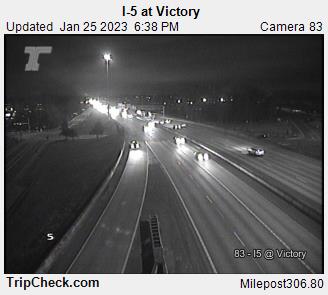 I-5 at Victory
Updated Jan 25 2023 6:38 PM Camera 83
T
S
83 - I5 @ Victory
TripCheck.com Milepost306.80